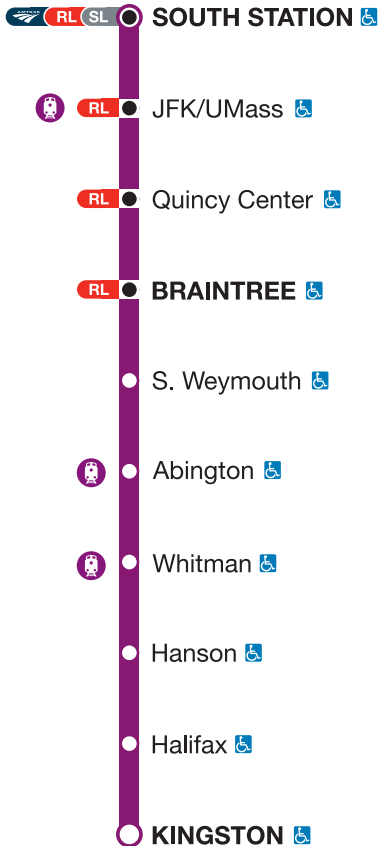 AMTRAK RL SL SOUTH STATION
JFK/UMass
RL
Quincy Center
RL
BRAINTREE
RL
S. Weymouth
Abington
Whitman
Hanson
Halifax
KINGSTON